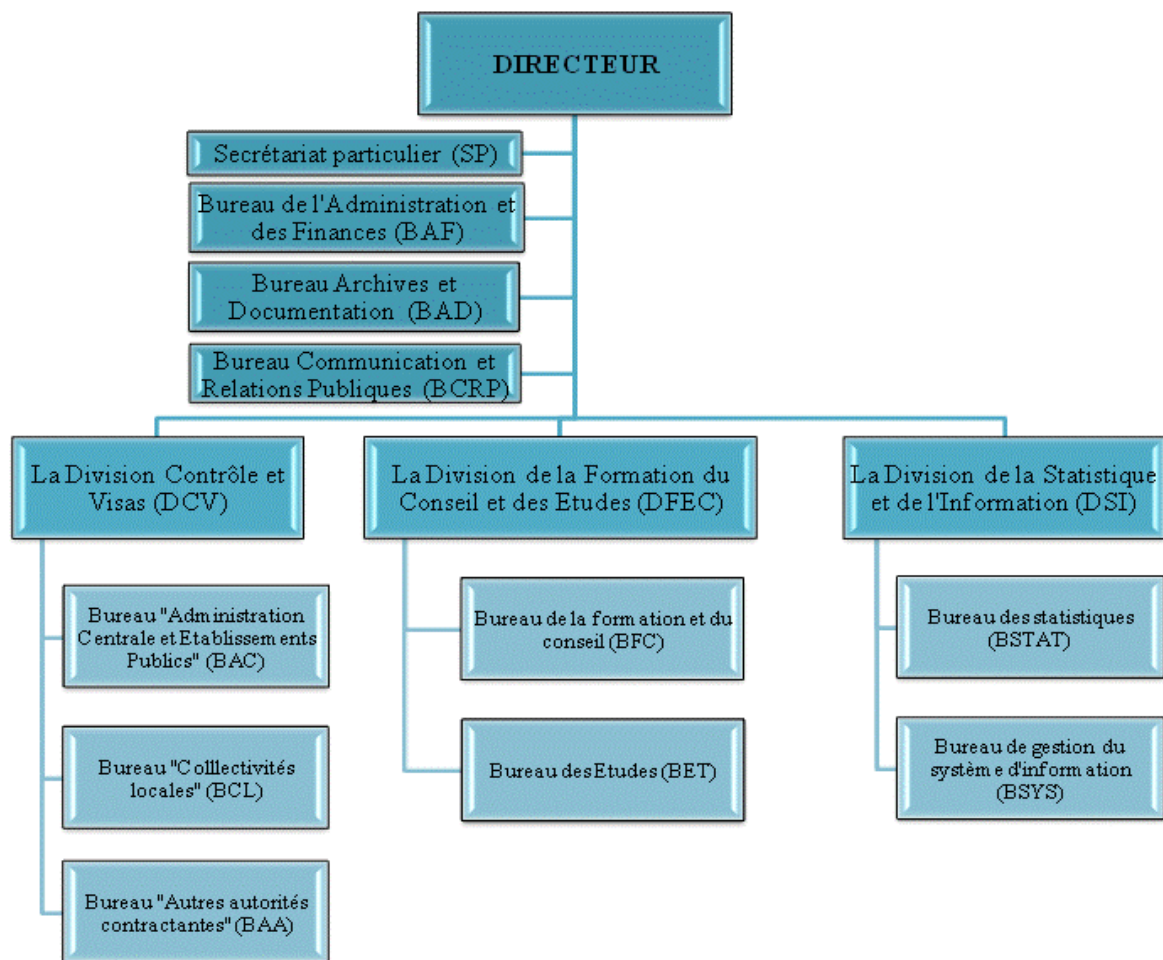 DIRECTEUR
Secrétariat particulier (SP)
Bureau de l'Administration et
des Finances (BAF)
Bureau Archives et
Documentation (BAD)
Bureau Communication et
Relations Publiques (BCRP)
La Division Contrôle et
Visas (DCV)
La Division de la Formation du
Conseil et des Etudes (DFEC)
La Division de la Statistique
et de l'Information (DSI)
Bureau "Administration
Centrale et Etablissements
Publics" (BAC)
Bureau "Colllectivités
locales" (BCL)
Bureau "Autres autorités
contractantes" (BAA)
Bureau de la formation et du
conseil (BFC)
Bureau des Etudes (BET)
Bureau des statistiques
(BSTAT)
Bureau de gestion du
système d'information
(BSYS)